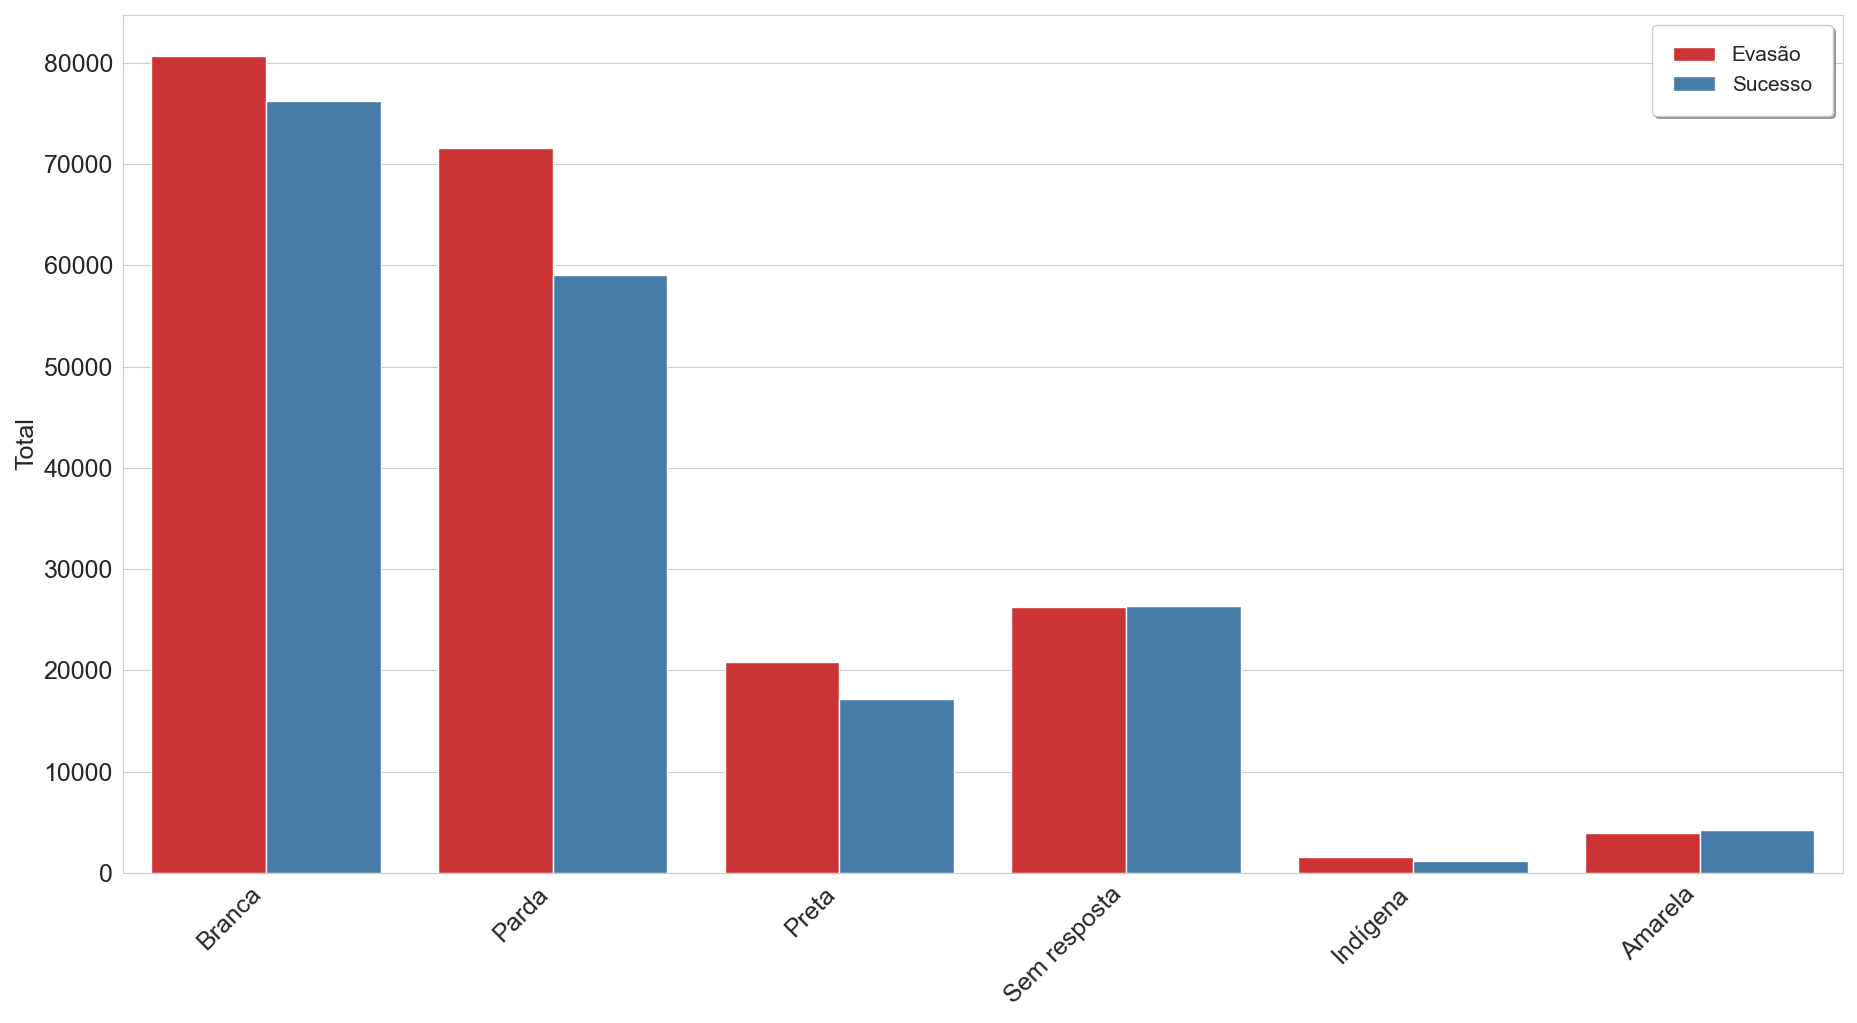 Evasão
Sucesso
80000
70000
60000
50000
40000
30000
20000
10000
0
Total
Branca
Parda
Preta
Sem resposta
Indígena
Amarela